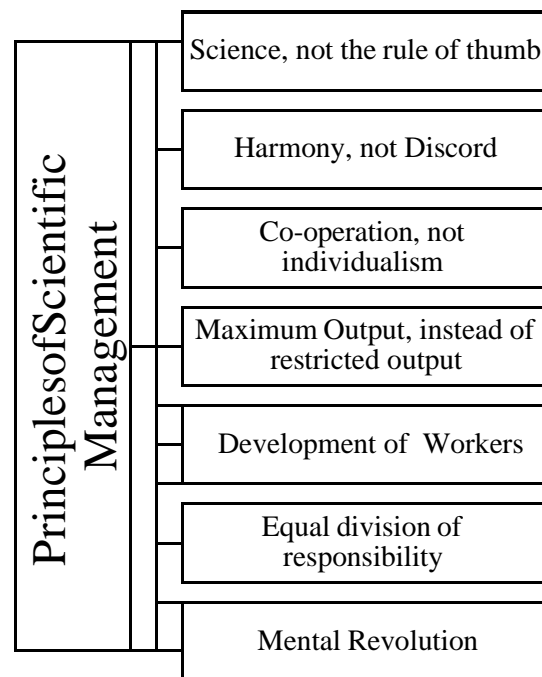 PrinciplesofScientific
Management
Science, not the rule of thumb
Harmony, not Discord
Co-operation, not
individualism
Maximum Output, instead of
restricted output
Development of Workers
Equal division of
responsibility
Mental Revolution